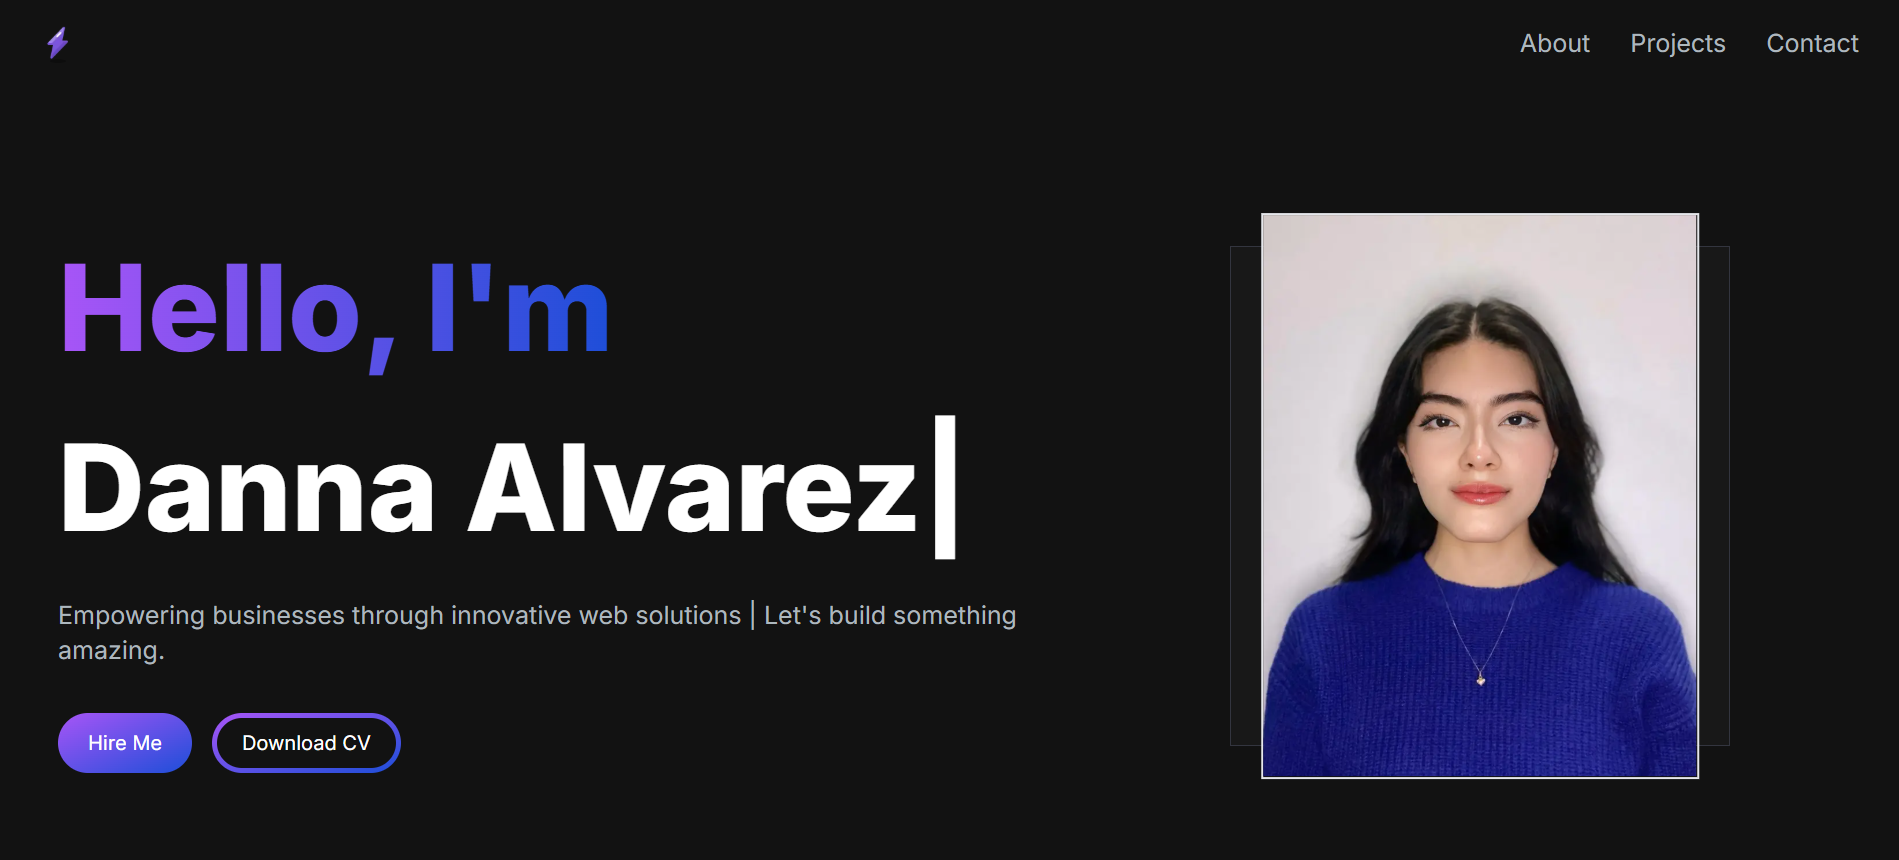 About Projects Contact
Hello, I'm
Danna Alvarez|
Empowering businesses through innovative web solutions | Let's build something
amazing.
Hire Me Download CV